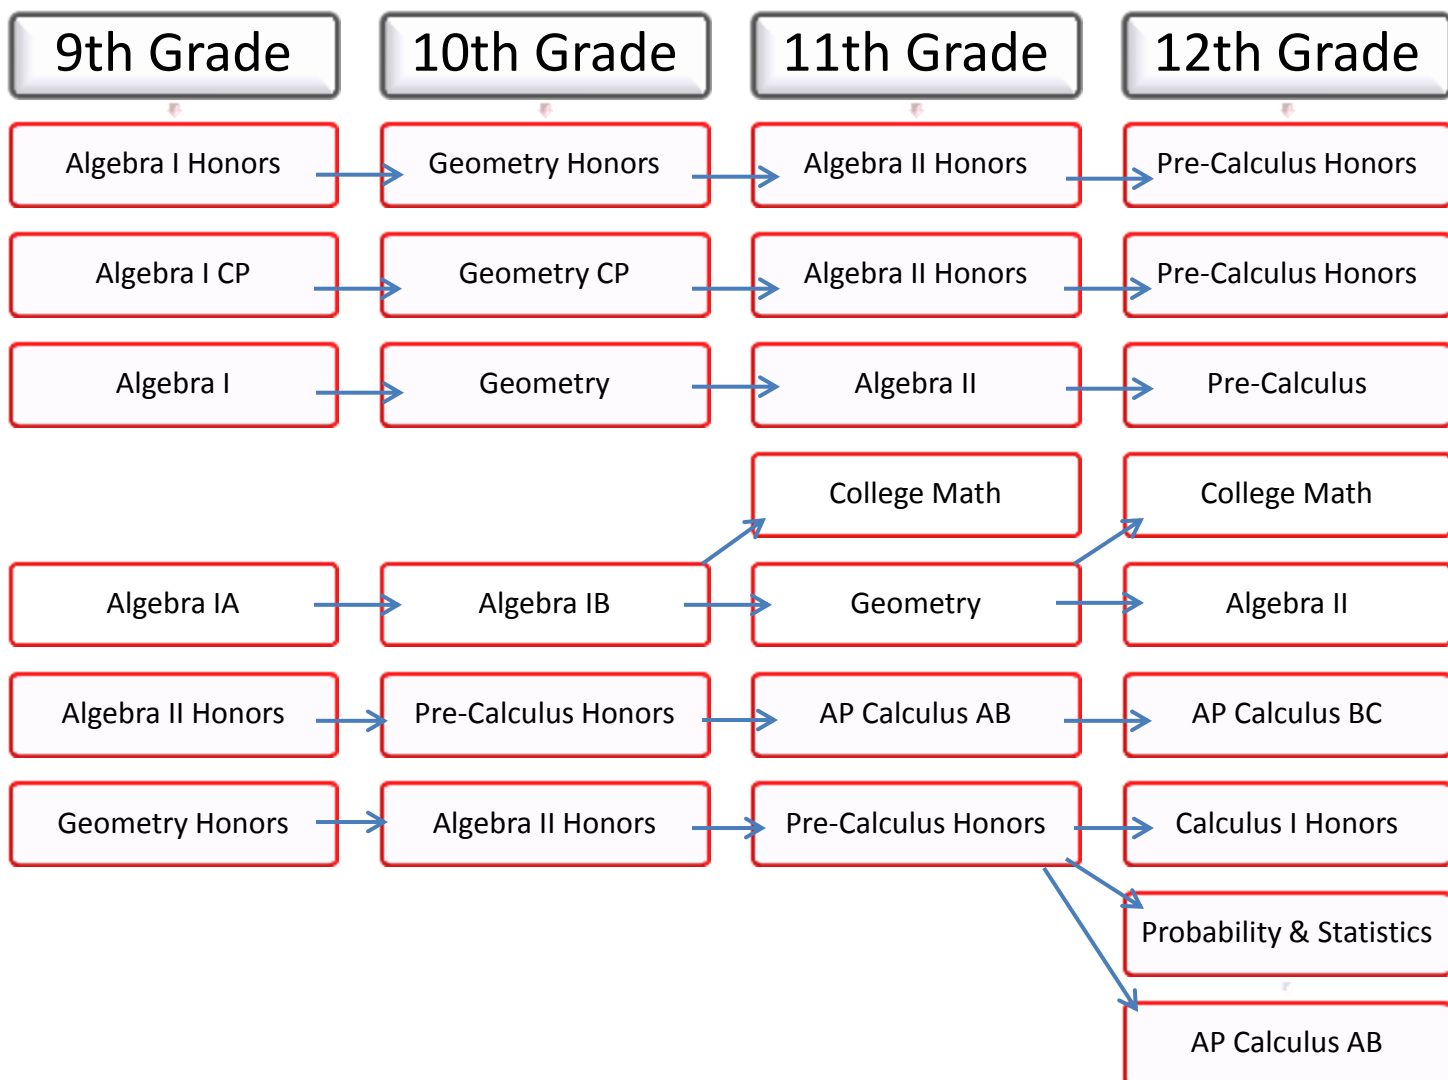 9th Grade
10th Grade
11th Grade
12th Grade
Algebra I Honors
Geometry Honors
Algebra II Honors
Pre-Calculus Honors
Algebra I CP
Geometry CP
Algebra II Honors
Pre-Calculus Honors
Algebra I
Geometry
Algebra II
Pre-Calculus
College Math
College Math
Algebra IA
Algebra IB
Geometry
Algebra II
Algebra II Honors
Pre-Calculus Honors
AP Calculus AB
AP Calculus BC
Geometry Honors
Algebra II Honors
Pre-Calculus Honors
Calculus I Honors
Probability & Statistics
AP Calculus AB